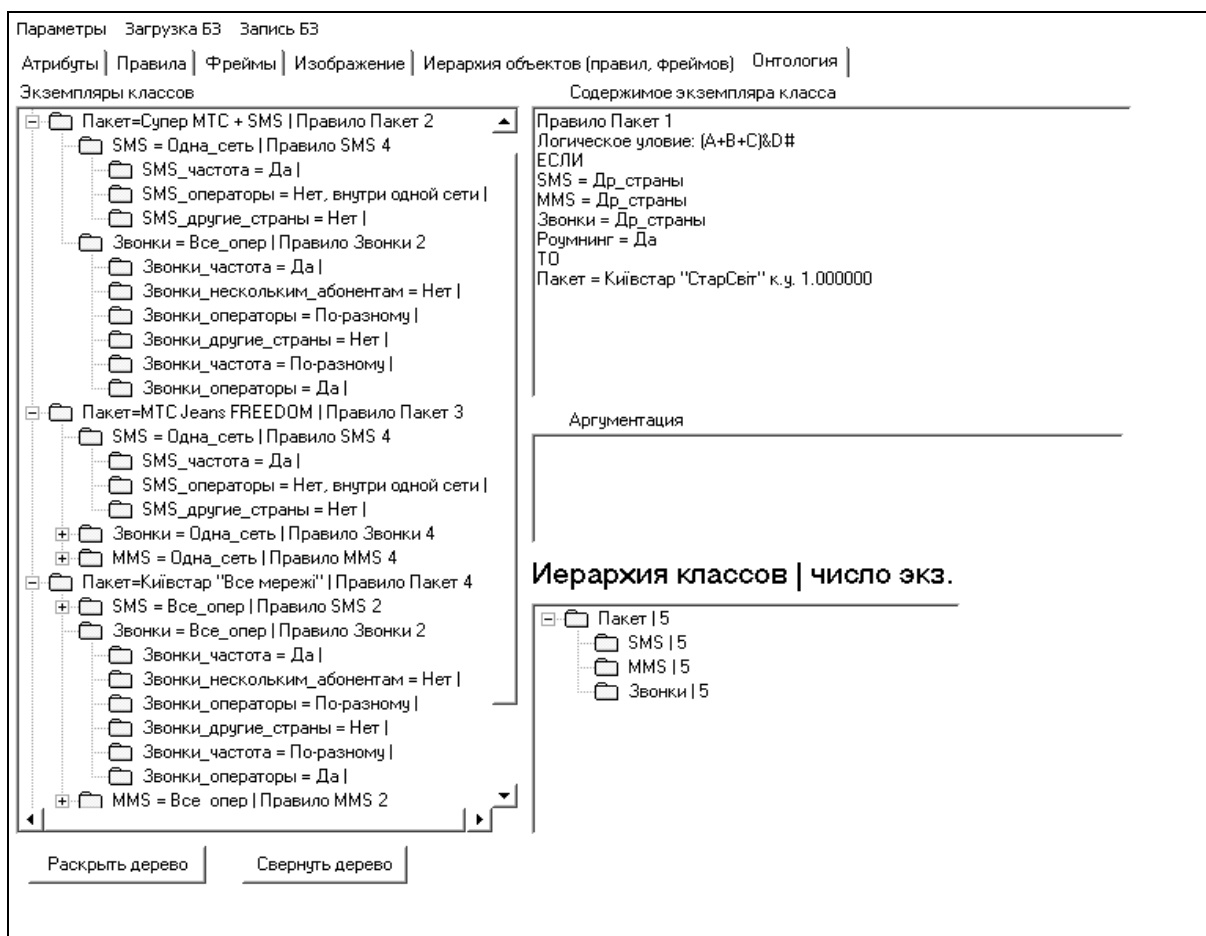 Параметры Загрузка БЗ Запись БЗ
Атрибуты Правила Фреймы Изображение Иерархия объектов (правил, фреймов) Онтология
Экземпляры классов
Пакет=Супер МТС + SMS | Правило Пакет 2
SMS = Одна_сеть | Правило SMS 4
SMS_частота = Да |
SMS_операторы = Нет, внутри одной сети |
SMS_другие_страны = Нет |
Звонки = Все_опер | Правило Звонки 2
Звонки_частота = Да |
Звонки_нескольким_абонентам = Нет |
Звонки_операторы = По-разному |
Звонки_другие_страны = Нет |
Звонки_частота = По-разному |
Звонки_операторы = Да |
Пакет=МТС Jeans FREEDOM | Правило Пакет 3
SMS = Одна_сеть | Правило SMS 4
SMS_частота = Да |
SMS_операторы = Нет, внутри одной сети |
SMS_другие_страны = Нет |
Звонки = Одна_сеть | Правило Звонки 4
MMS = Одна_сеть | Правило MMS 4
Пакет=Київстар "Все мережі" | Правило Пакет 4
SMS = Все_опер | Правило SMS 2
Звонки = Все_опер | Правило Звонки 2
Звонки_частота = Да |
Звонки_нескольким_абонентам = Нет |
Звонки_операторы = По-разному |
Звонки_другие_страны = Нет |
Звонки_частота = По-разному |
Звонки_операторы = Да |
MMS = Все_опер | Правило MMS 2
Раскрыть дерево Свернуть дерево
Содержимое экземпляра класса
Правило Пакет 1
Логическое уловие: (A+B+C)&D#
ЕСЛИ
SMS = Др_страны
MMS = Др_страны
Звонки = Др_страны
Роумнинг = Да
ТО
Пакет = Київстар "СтарСвіт" к.у. 1.000000
Аргументация
Иерархия классов | число экз.
Пакет | 5
SMS | 5
MMS | 5
Звонки | 5